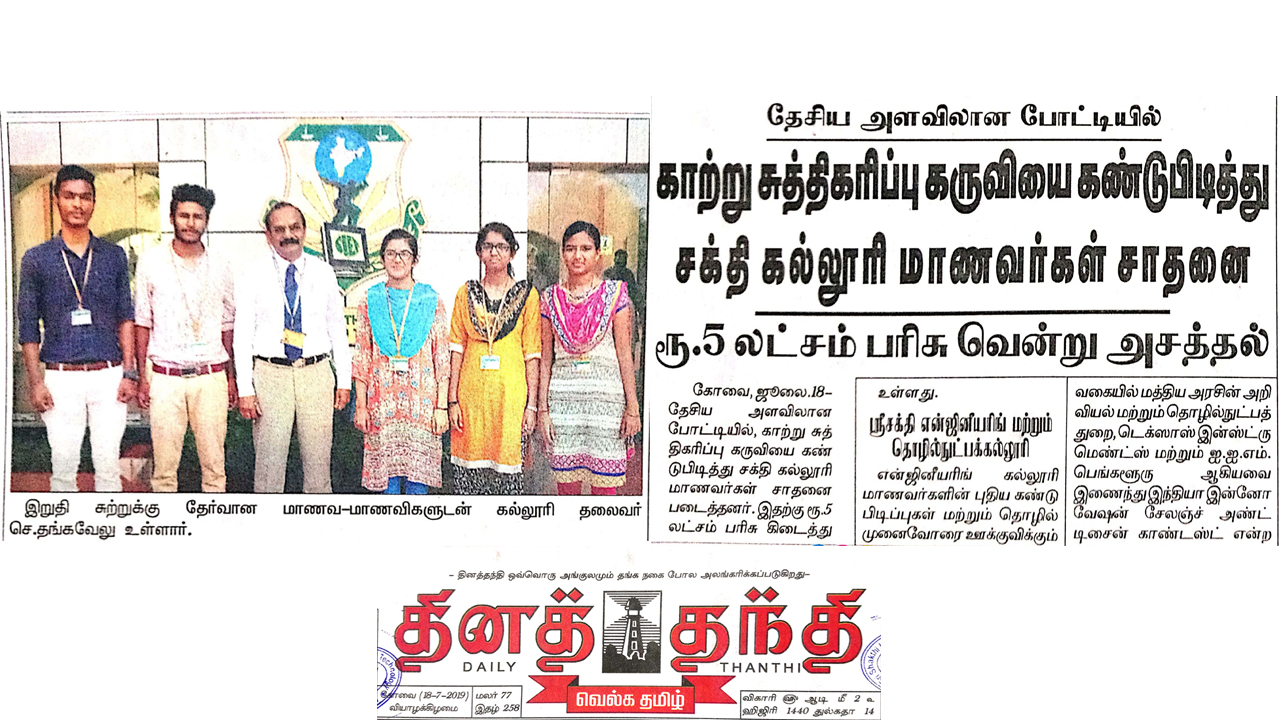 தேசிய அளவிலான போட்டியில்
காற்று சுத்திகரிப்பு கருவியை கண்டுபிடித்து
சக்தி கல்லூரி மாணவர்கள் சாதனை
ரூ.5 லட்சம் பரிசு வென்று அசத்தல்
கோவை, ஜூலை.18–
தேசிய அளவிலான
போட்டியில், காற்று சுத்
திகரிப்பு கருவியை கண்
டுபிடித்து சக்தி கல்லூரி
மாணவர்கள் சாதனை
படைத்தனர். இதற்கு ரூ.5
லட்சம் பரிசு கிடைத்து
உள்ளது.
ஸ்ரீசக்தி என்ஜினீயரிங் மற்றும்
தொழில்நுட்பக்கல்லூரி
என்ஜினீயரிங் கல்லூரி
மாணவர்களின் புதிய கண்டு
பிடிப்புகள் மற்றும் தொழில்
முனைவோரை ஊக்குவிக்கும்
வகையில் மத்திய அரசின் அறி
வியல் மற்றும் தொழில்நுட்பத்
துறை, டெக்ஸாஸ் இன்ஸ்ட்ரு
மெண்ட்ஸ் மற்றும் ஐ.ஐ.எம்.
பெங்களூரு ஆகியவை
இணைந்து இந்தியா இன்னோ
வேஷன் சேலஞ்ச் அண்ட்
டிசைன் காண்டஸ்ட் என்ற
இறுதி சுற்றுக்கு தேர்வான மாணவ–மாணவிகளுடன் கல்லூரி தலைவர்
செ.தங்கவேலு உள்ளார்.
– தினத்தந்தி ஒவ்வொரு அங்குலமும் தங்க நகை போல அலங்கரிக்கப்படுகிறது–
தினத் தந்தி
DAILY THANTHI
வெல்க தமிழ்
கோவை (18-7-2019) மலர் 77
வியாழக்கிழமை இதழ் 258
விகாரி ஆடி மீ 2
ஹிஜிரி 1440 துல்கதா 14